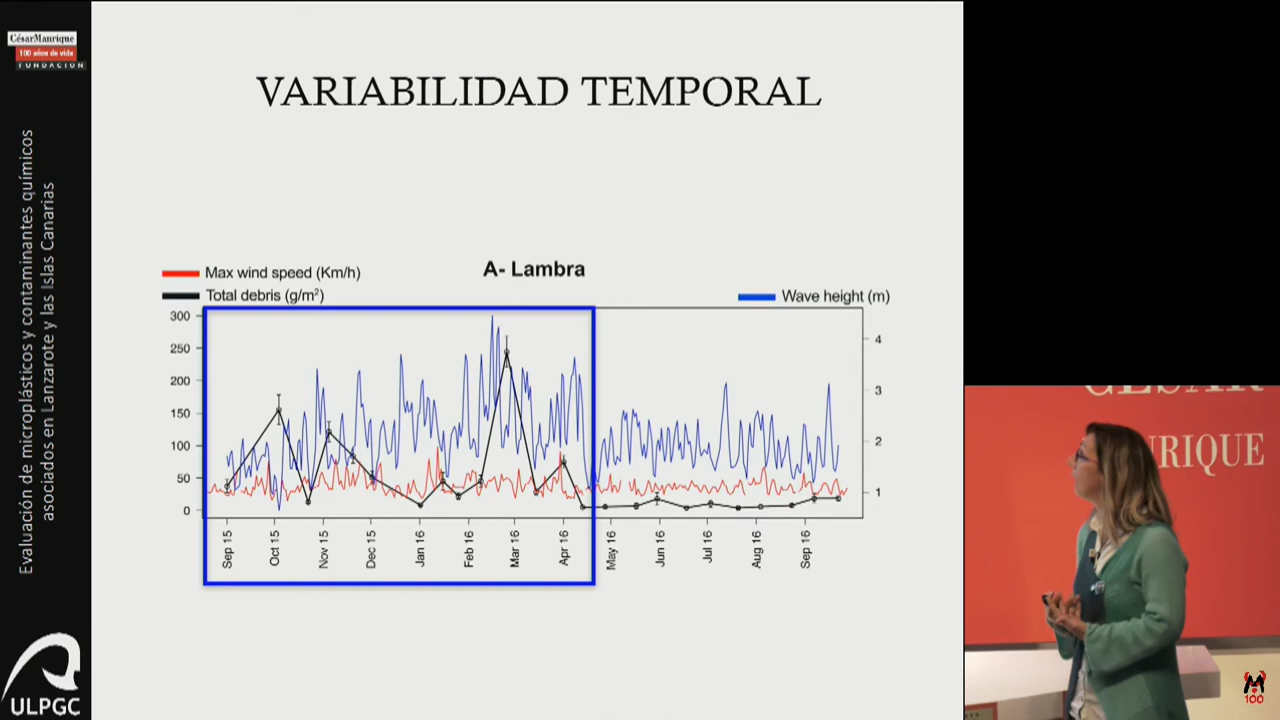 CésarManrique
100 años de vida
FUNDACION
Evaluación de microplásticos y contaminantes químicos
asociados en Lanzarote y las Islas Canarias
ULPGC
VARIABILIDAD TEMPORAL
A- Lambra
Max wind speed (Km/h)
Total debris (g/m²)
Wave height (m)
300
250
200
150
100
50
0
4
3
2
1
Sep 15
Oct 15
Nov 15
Dec 15
Jan 16
Feb 16
Mar 16
Apr 16
May 16
Jun 16
Jul 16
Aug 16
Sep 16
CÉSAR
NRIQUE
M
100